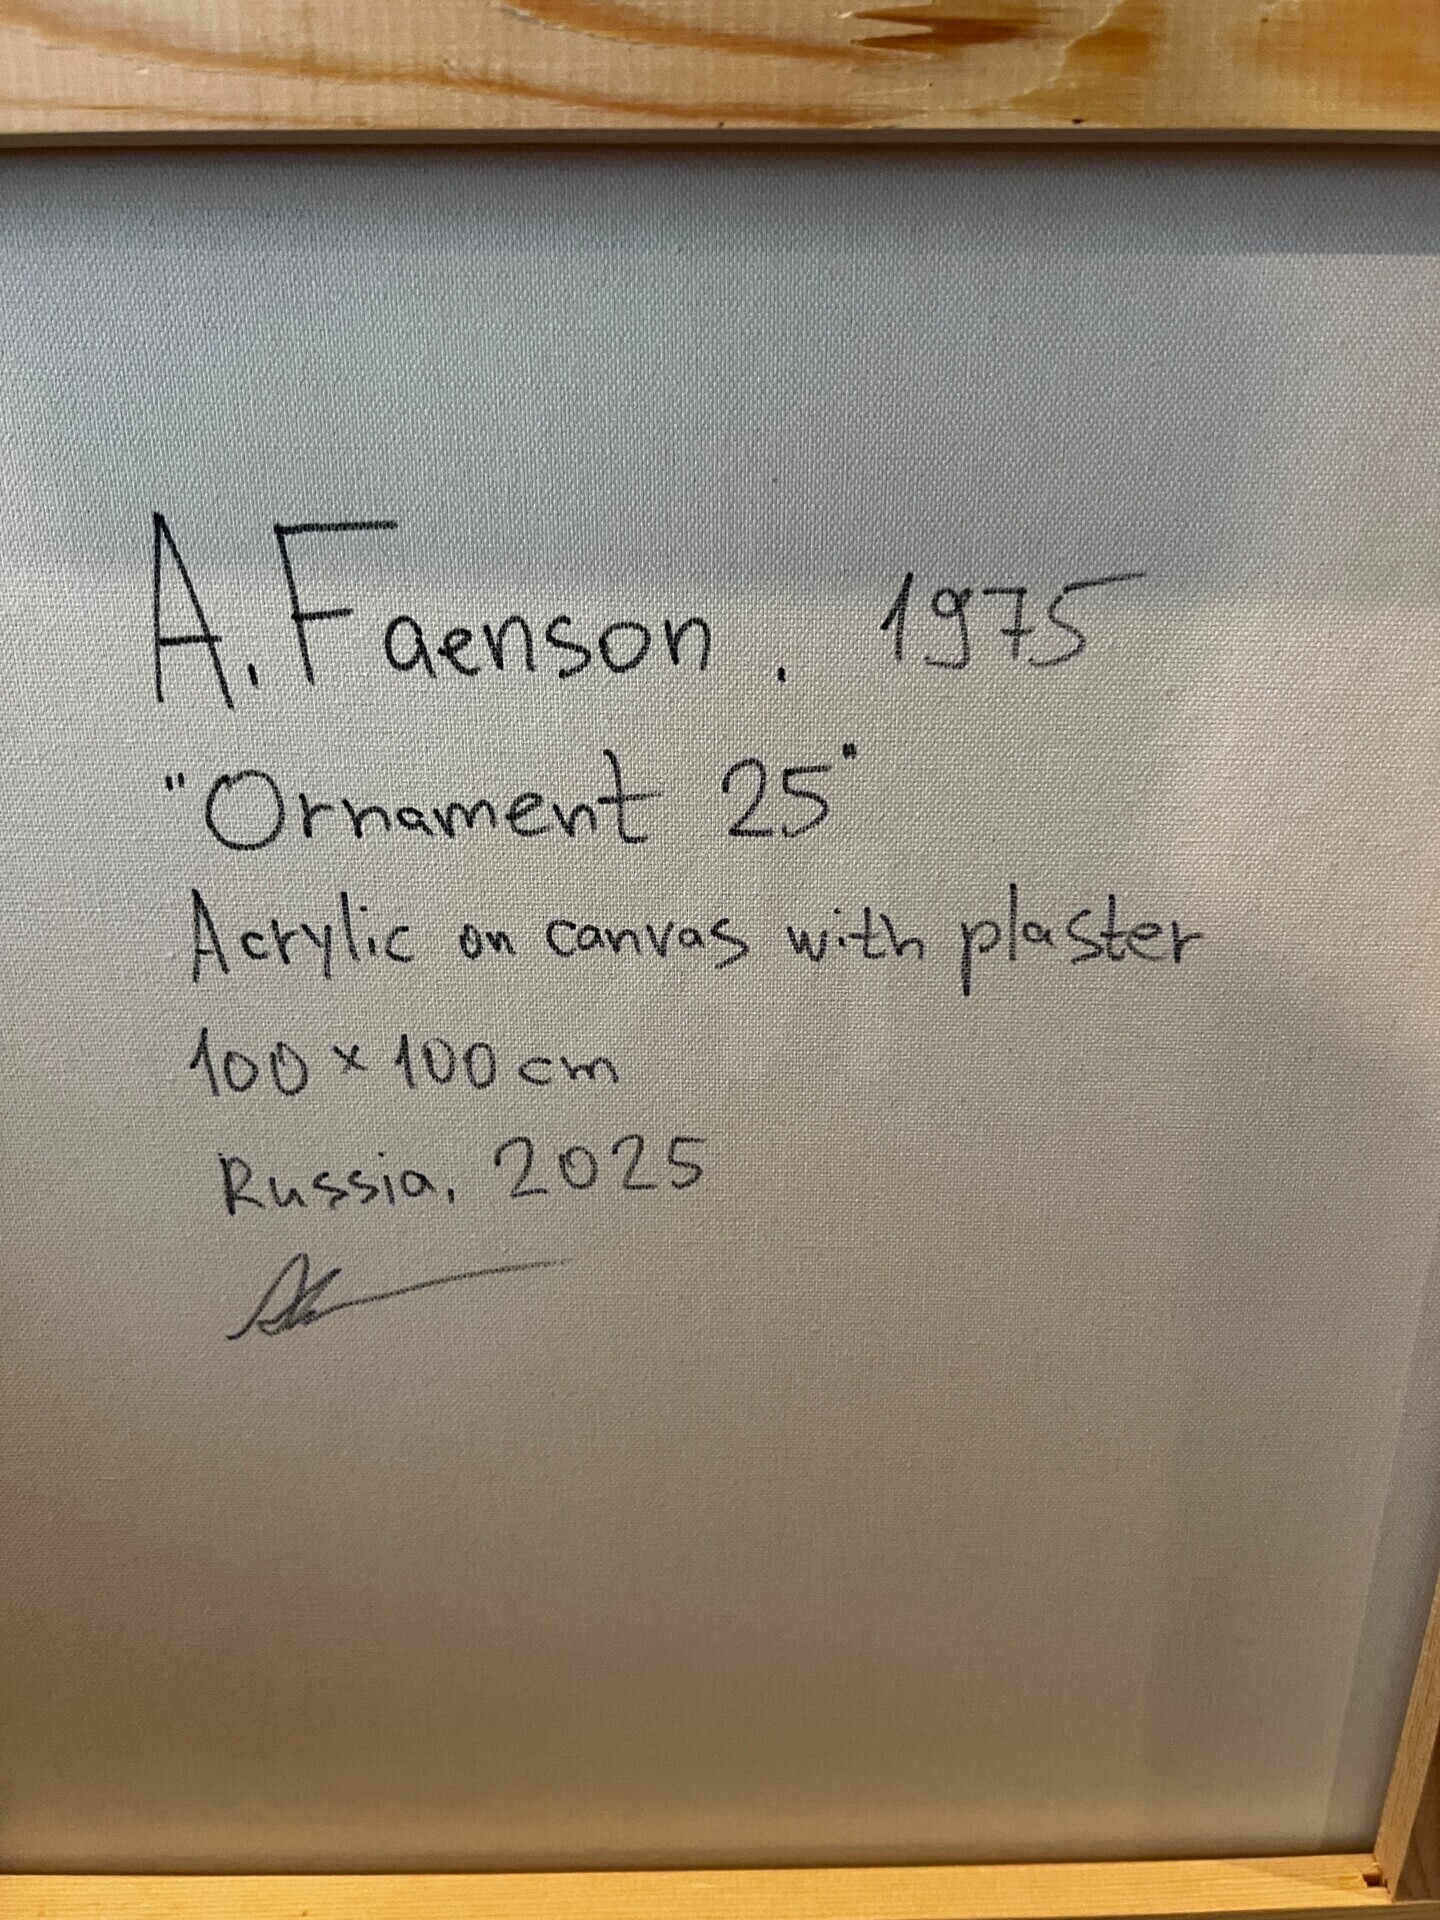 A. Faenson. 1975
"Ornament 25"
Acrylic on canvas with plaster
100 × 100 cm
Russia, 2025